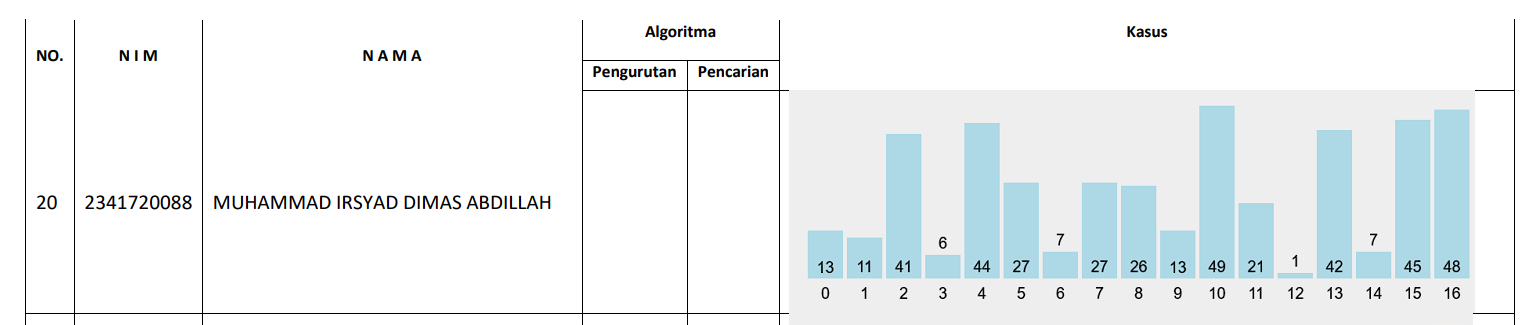 NO. N I M N A M A Algoritma Kasus
Pengurutan Pencarian
20 2341720088 MUHAMMAD IRSYAD DIMAS ABDILLAH
6 7 1 7
13 11 41 44 27 27 26 13 49 21 42 45 48
0 1 2 3 4 5 6 7 8 9 10 11 12 13 14 15 16